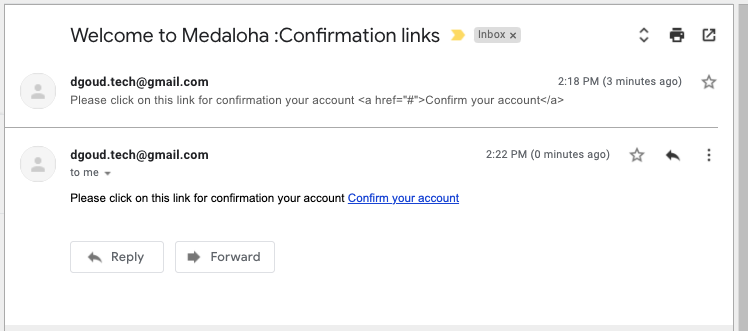 Welcome to Medaloha :Confirmation links Inbox ×
dgoud.tech@gmail.com 2:18 PM (3 minutes ago)
Please click on this link for confirmation your account <a href="#">Confirm your account</a>
dgoud.tech@gmail.com 2:22 PM (0 minutes ago)
to me
Please click on this link for confirmation your account Confirm your account
Reply Forward